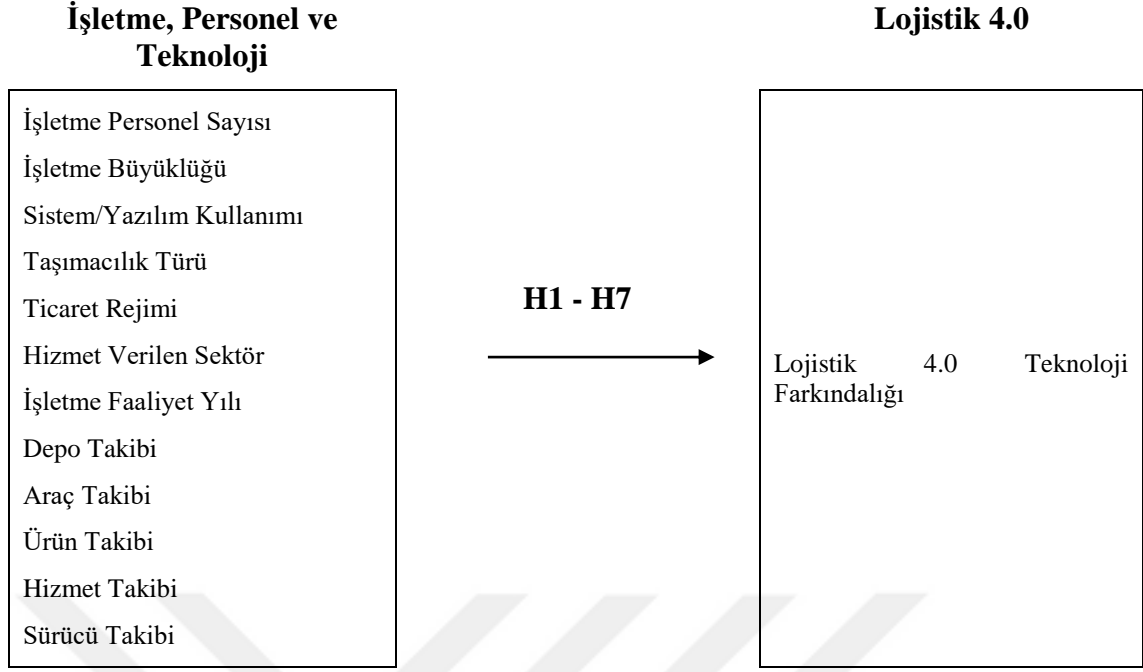 İşletme, Personel ve
Teknoloji
İşletme Personel Sayısı
İşletme Büyüklüğü
Sistem/Yazılım Kullanımı
Taşımacılık Türü
Ticaret Rejimi
Hizmet Verilen Sektör
İşletme Faaliyet Yılı
Depo Takibi
Araç Takibi
Ürün Takibi
Hizmet Takibi
Sürücü Takibi
H1 - H7
Lojistik 4.0
Lojistik 4.0 Teknoloji
Farkındalığı